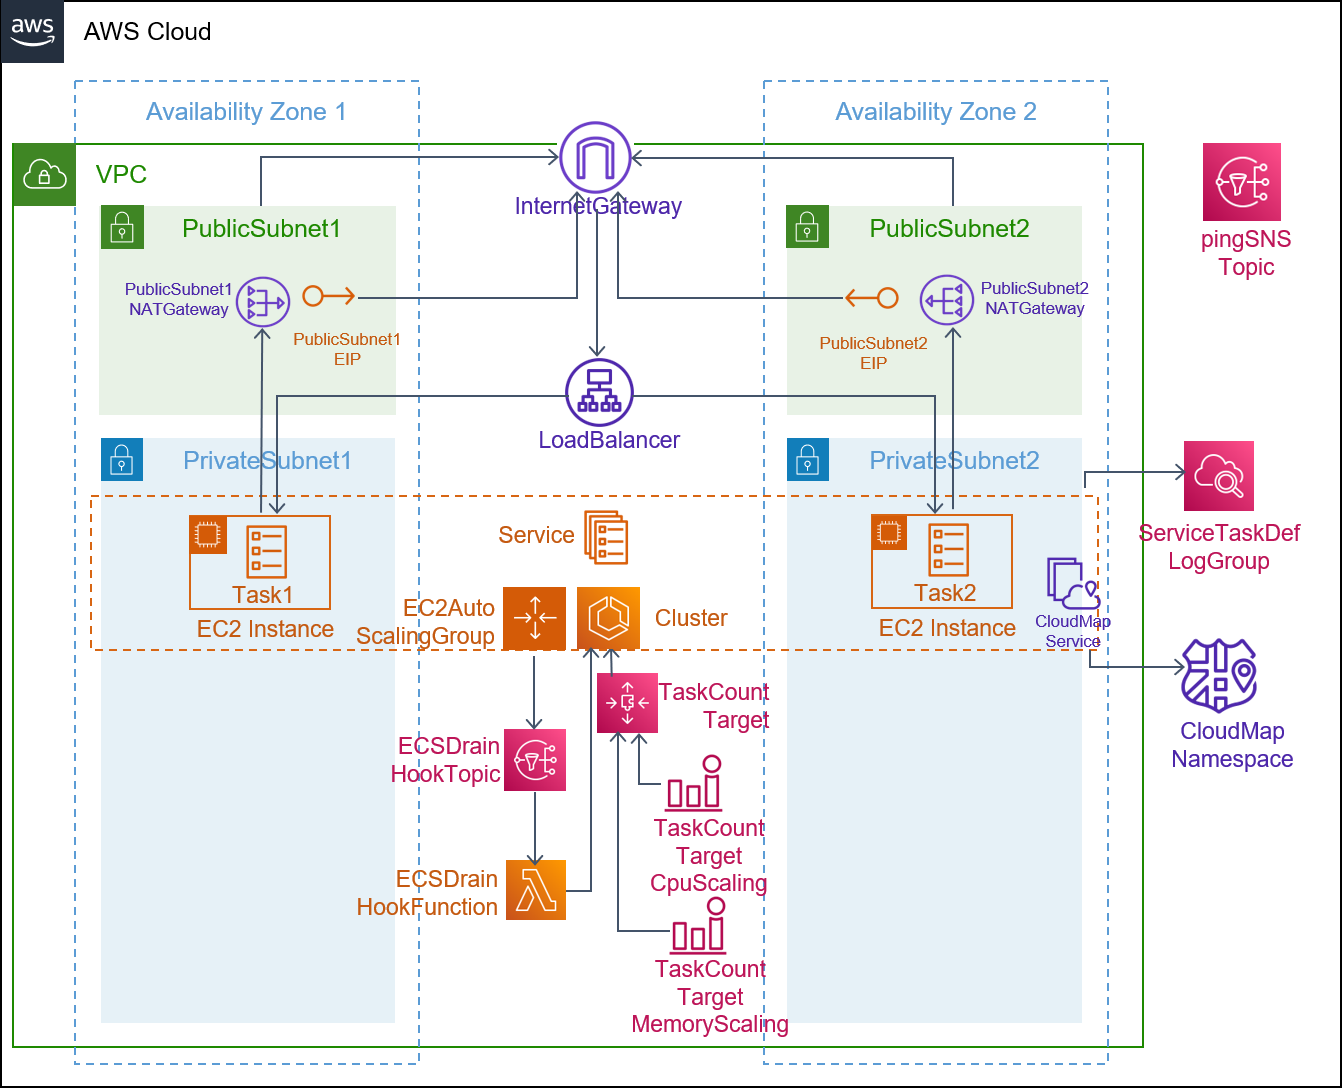 aws
AWS Cloud
Availability Zone 1
Availability Zone 2
VPC
InternetGateway
pingSNS
Topic
PublicSubnet1
PublicSubnet2
PublicSubnet1
NATGateway
PublicSubnet1
EIP
PublicSubnet2
EIP
PublicSubnet2
NATGateway
LoadBalancer
PrivateSubnet1
PrivateSubnet2
Service
ServiceTaskDef
LogGroup
Task1
EC2 Instance
EC2Auto
ScalingGroup
Cluster
Task2
EC2 Instance
CloudMap
Service
TaskCount
Target
CloudMap
Namespace
ECSDrain
HookTopic
TaskCount
Target
CpuScaling
ECSDrain
HookFunction
TaskCount
Target
MemoryScaling